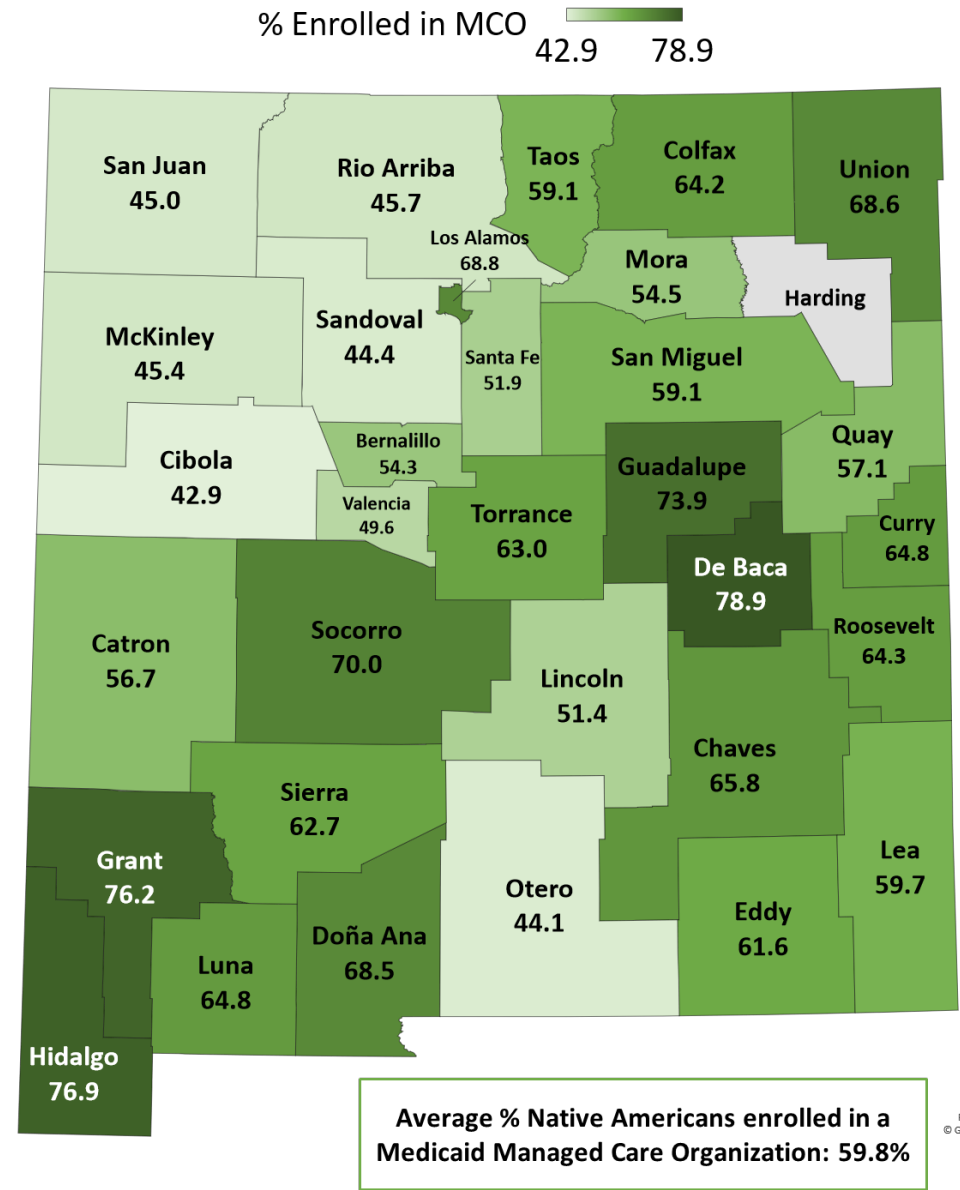 % Enrolled in MCO
42.9 78.9
San Juan
45.0
Rio Arriba
45.7
Taos
59.1
Colfax
64.2
Union
68.6
Los Alamos
68.8
Mora
54.5
Harding
McKinley
45.4
Sandoval
44.4
Santa Fe
51.9
San Miguel
59.1
Quay
57.1
Cibola
42.9
Bernalillo
54.3
Valencia
49.6
Torrance
63.0
Guadalupe
73.9
Curry
64.8
De Baca
78.9
Roosevelt
64.3
Catron
56.7
Socorro
70.0
Lincoln
51.4
Chaves
65.8
Sierra
62.7
Grant
76.2
Otero
44.1
Lea
59.7
Eddy
61.6
Doña Ana
68.5
Luna
64.8
Hidalgo
76.9
Average % Native Americans enrolled in a
Medicaid Managed Care Organization: 59.8%